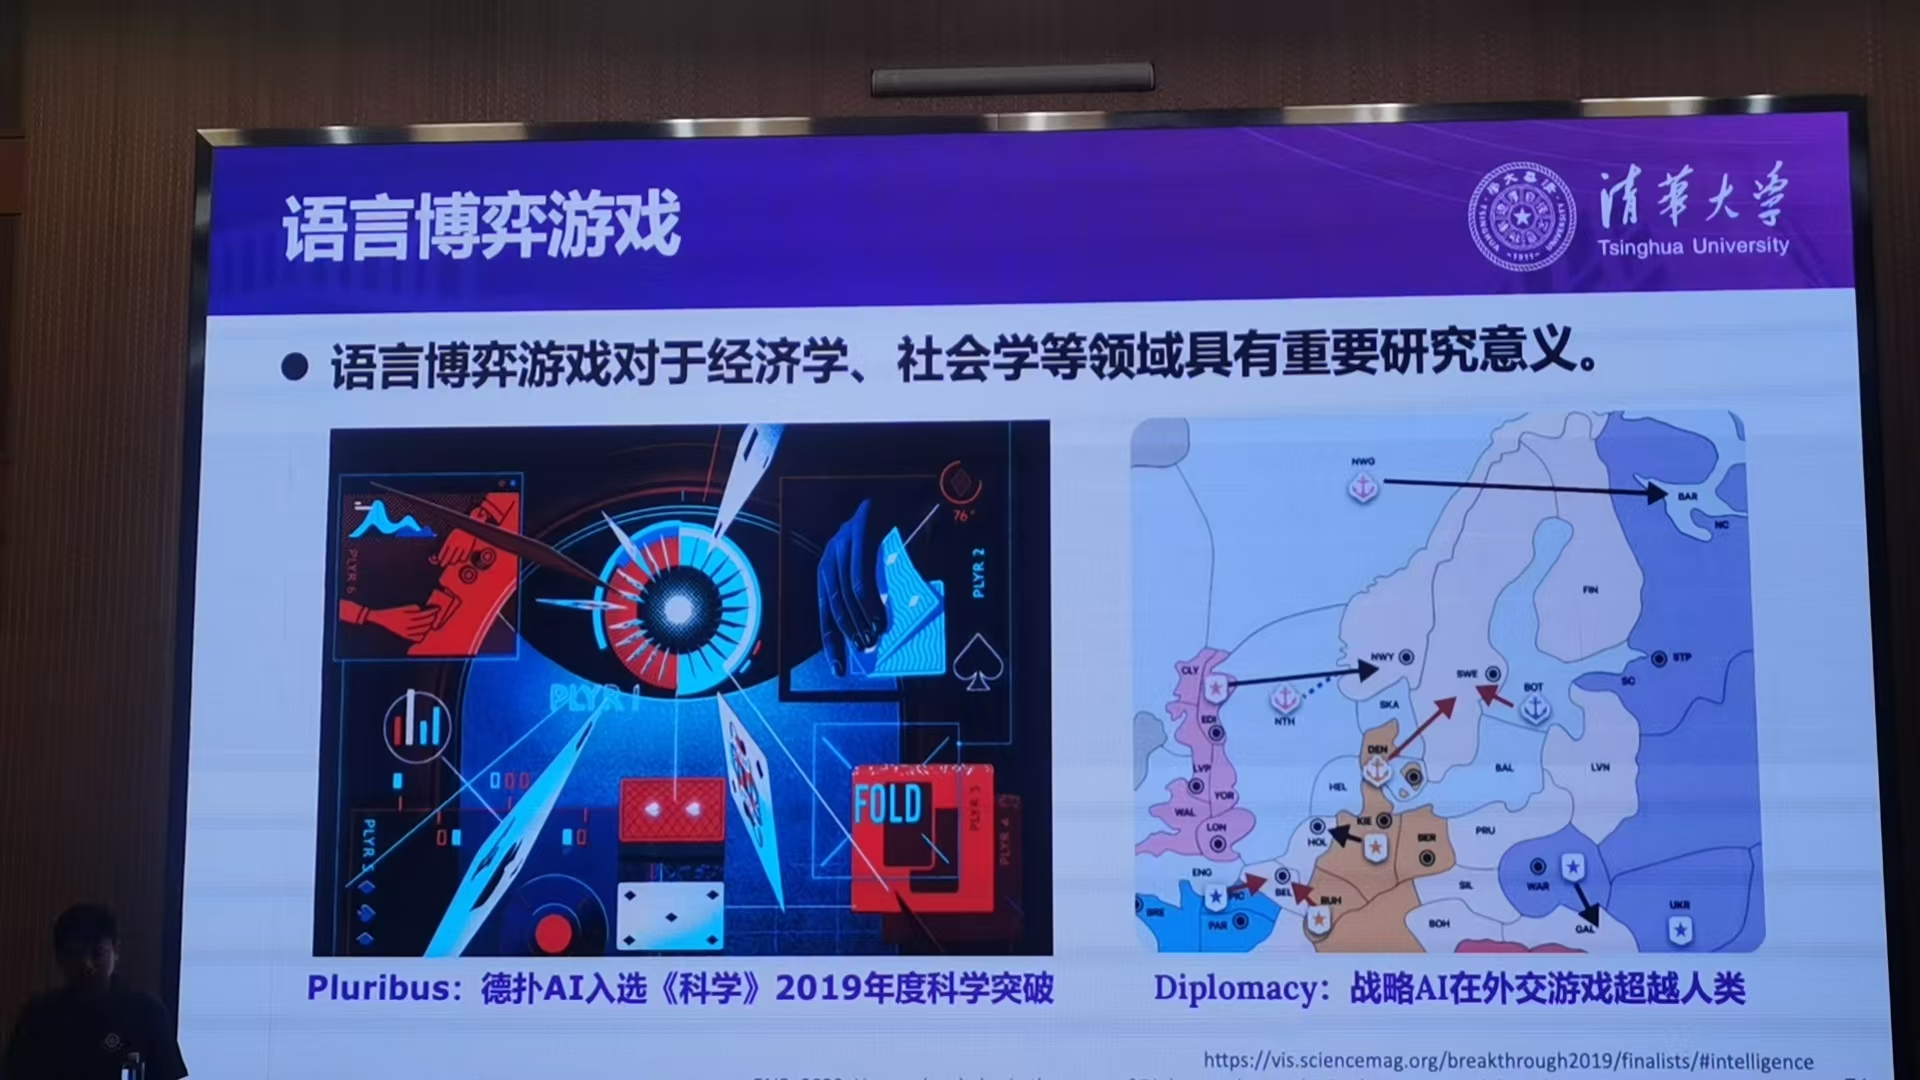 语言博弈游戏
清华大学
Tsinghua University
● 语言博弈游戏对于经济学、社会学等领域具有重要研究意义。
PLYR 6
PLYR 1
76°
PLYR 2
PLYR 5
FOLD
PLYR 3
PLYR 4
NWG
BAR
NC
FIN
STP
SC
CLY
NWY
SWE
BOT
NTH
SKA
EDI
DEN
LVP
YOR
HEL
BAL
LVN
WAL
LON
HOL
KIE
BER
PRU
ENG
PIC
BEL
RUH
SIL
WAR
BRE
PAR
BOH
GAL
UKR
Pluribus：德扑AI入选《科学》2019年度科学突破
Diplomacy：战略AI在外交游戏超越人类
https://vis.sciencemag.org/breakthrough2019/finalists/#intelligence